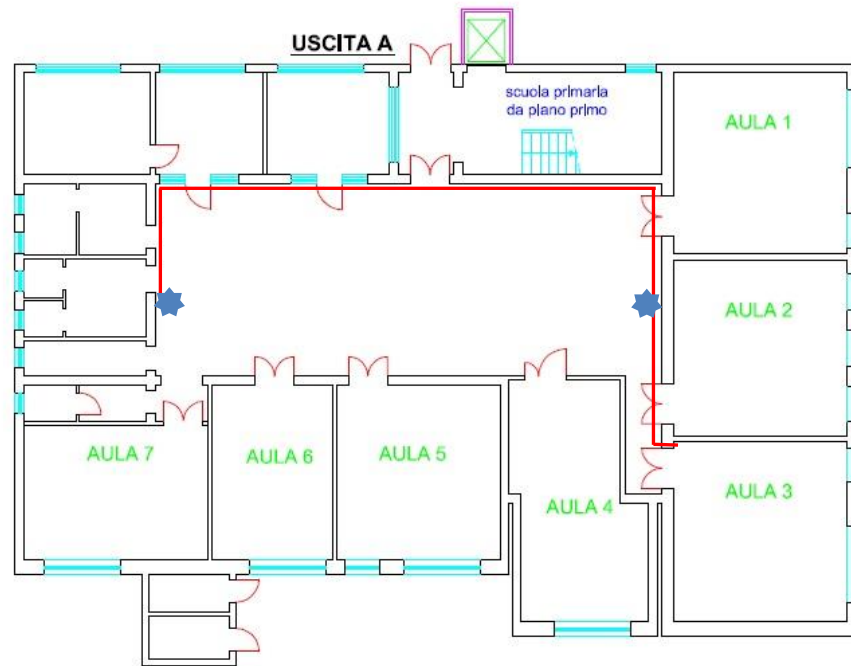 USCITA A
scuola primaria
da piano primo
AULA 1
AULA 2
AULA 3
AULA 4
AULA 5
AULA 6
AULA 7